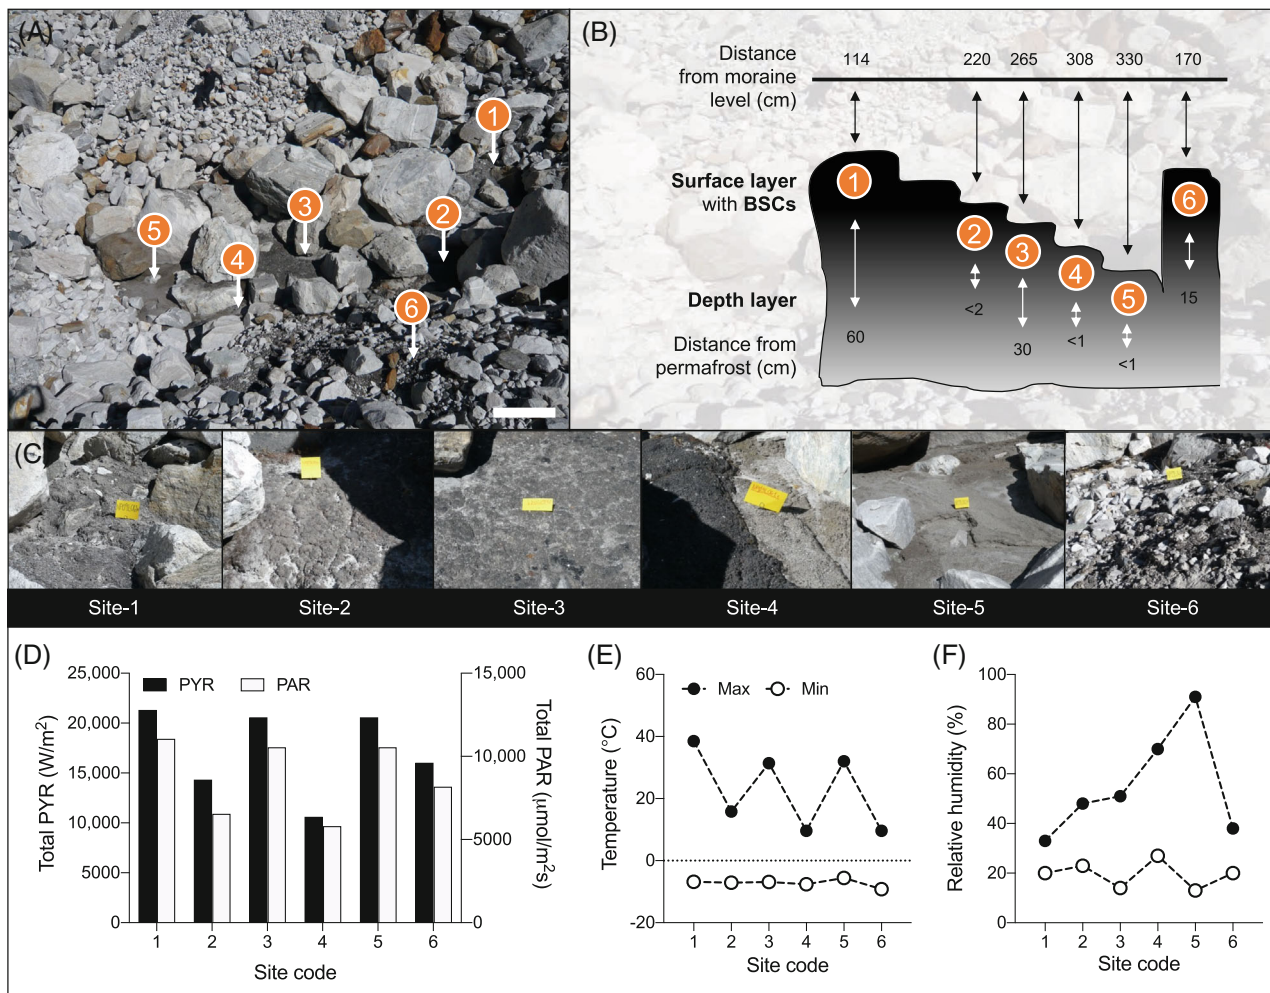 (A)
1
3
2
5
4
6
(B)
Distance
from moraine
level (cm)
114 220 265 308 330 170
Surface layer
with BSCs
1
6
2
3
4
5
Depth layer
<2
15
60
30
<1
<1
Distance from
permafrost (cm)
(C)
Site-1 Site-2 Site-3 Site-4 Site-5 Site-6
(D)
PYR PAR
Total PYR (W/m²)
25,000
20,000
15,000
10,000
5000
0
15,000
10,000
5000
0
Total PAR
(μmol/m²s)
1 2 3 4 5 6
Site code
(E)
Max Min
Temperature (°C)
60
40
20
0
-20
1 2 3 4 5 6
Site code
(F)
Relative humidity (%)
100
80
60
40
20
0
1 2 3 4 5 6
Site code